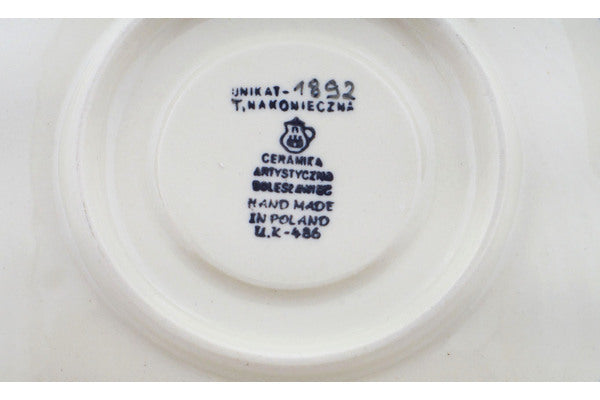 UNIKAT-1892
T, NAKONIECZNA
CERAMIKA
ARTYSTYCZNA
BOLESŁAWIEC
HAND MADE
IN POLAND
U.K-486